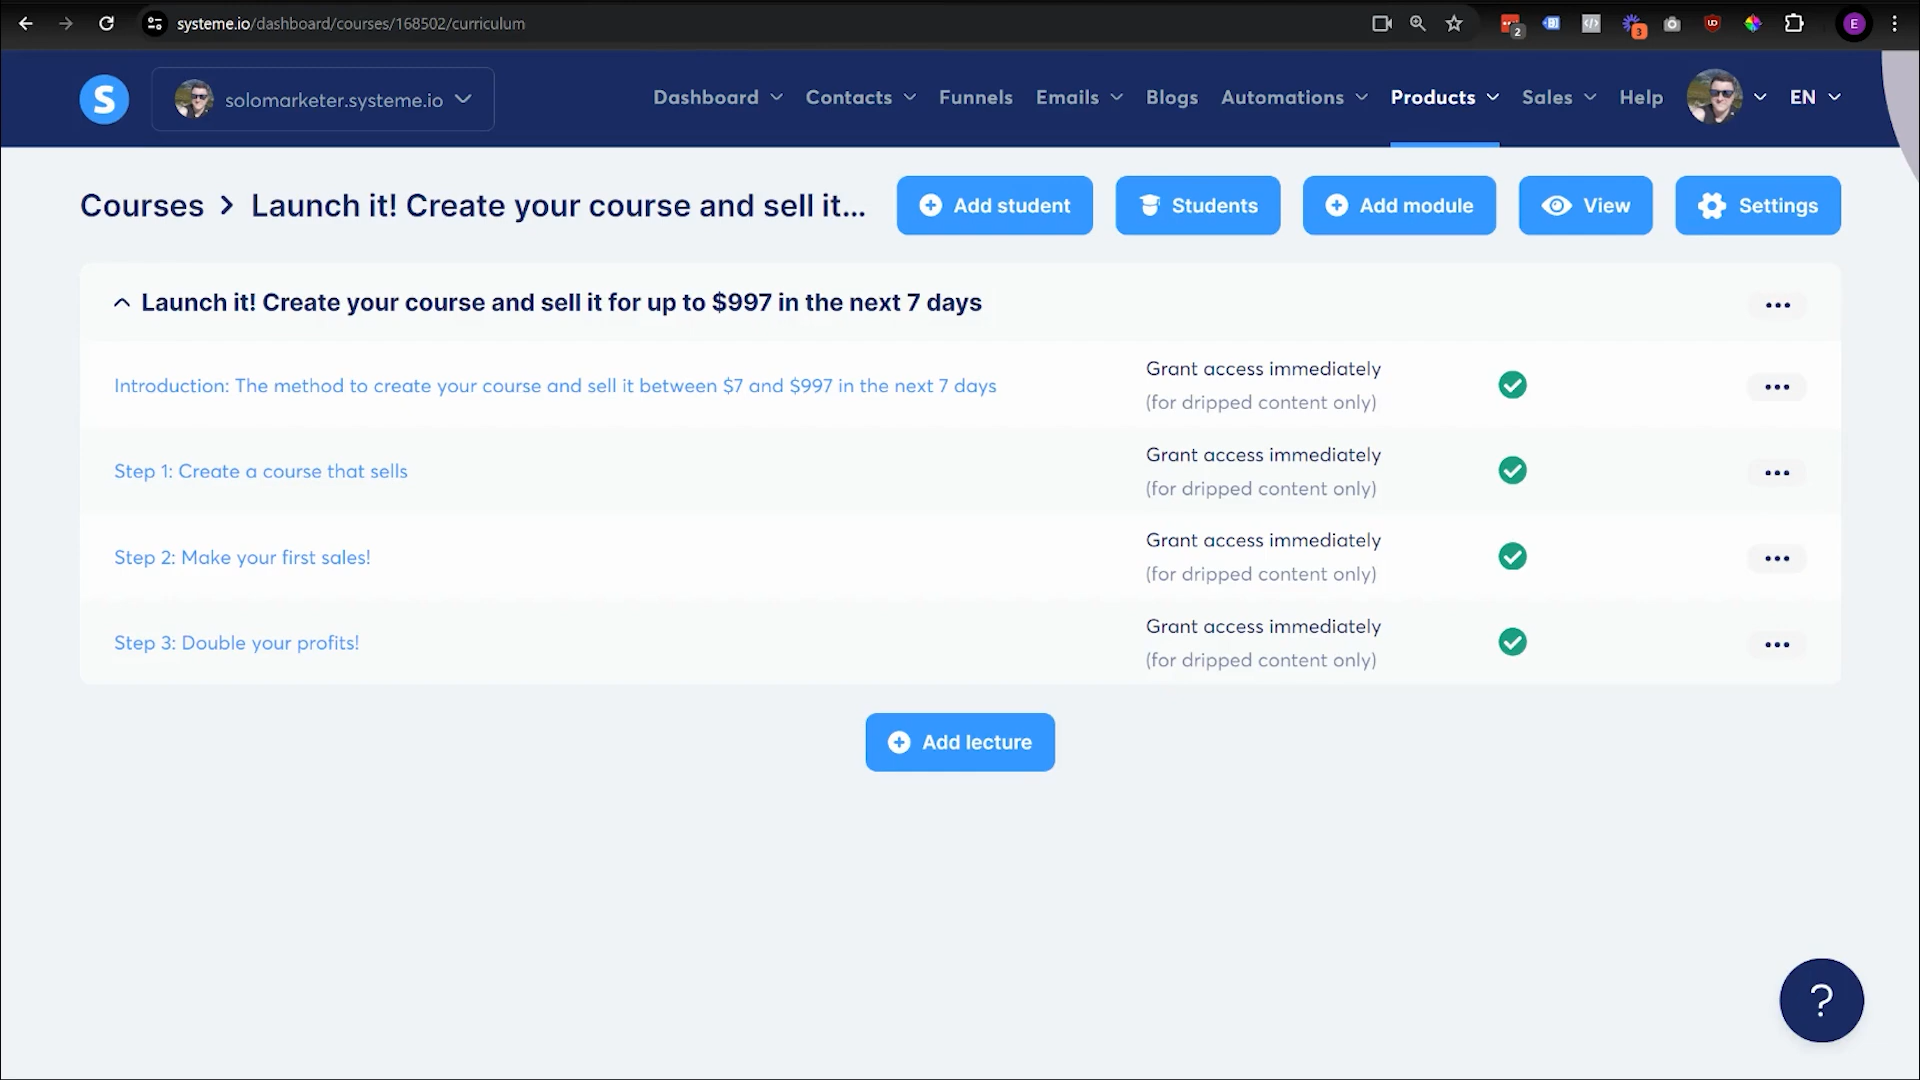 systeme.io/dashboard/courses/168502/curriculum
2
3
E
S
solomarketer.systeme.io
Dashboard Contacts Funnels Emails Blogs Automations Products Sales Help EN
Courses > Launch it! Create your course and sell it...
Add student
Students
Add module
View
Settings
Launch it! Create your course and sell it for up to $997 in the next 7 days
Introduction: The method to create your course and sell it between $7 and $997 in the next 7 days
Grant access immediately
(for dripped content only)
Step 1: Create a course that sells
Grant access immediately
(for dripped content only)
Step 2: Make your first sales!
Grant access immediately
(for dripped content only)
Step 3: Double your profits!
Grant access immediately
(for dripped content only)
Add lecture
?